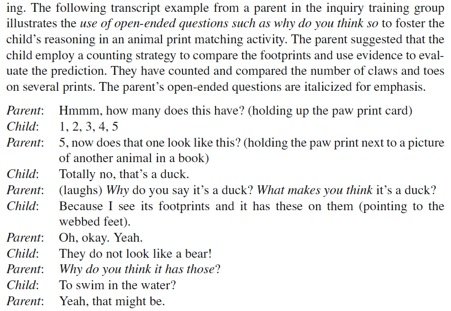 ing. The following transcript example from a parent in the inquiry training group
illustrates the use of open-ended questions such as why do you think so to foster the
child's reasoning in an animal print matching activity. The parent suggested that the
child employ a counting strategy to compare the footprints and use evidence to eval-
uate the prediction. They have counted and compared the number of claws and toes
on several prints. The parent's open-ended questions are italicized for emphasis.
Parent: Hmmm, how many does this have? (holding up the paw print card)
Child: 1, 2, 3, 4, 5
Parent: 5, now does that one look like this? (holding the paw print next to a picture
of another animal in a book)
Child: Totally no, that's a duck.
Parent: (laughs) Why do you say it's a duck? What makes you think it's a duck?
Child: Because I see its footprints and it has these on them (pointing to the
webbed feet).
Parent: Oh, okay. Yeah.
Child: They do not look like a bear!
Parent: Why do you think it has those?
Child: To swim in the water?
Parent: Yeah, that might be.